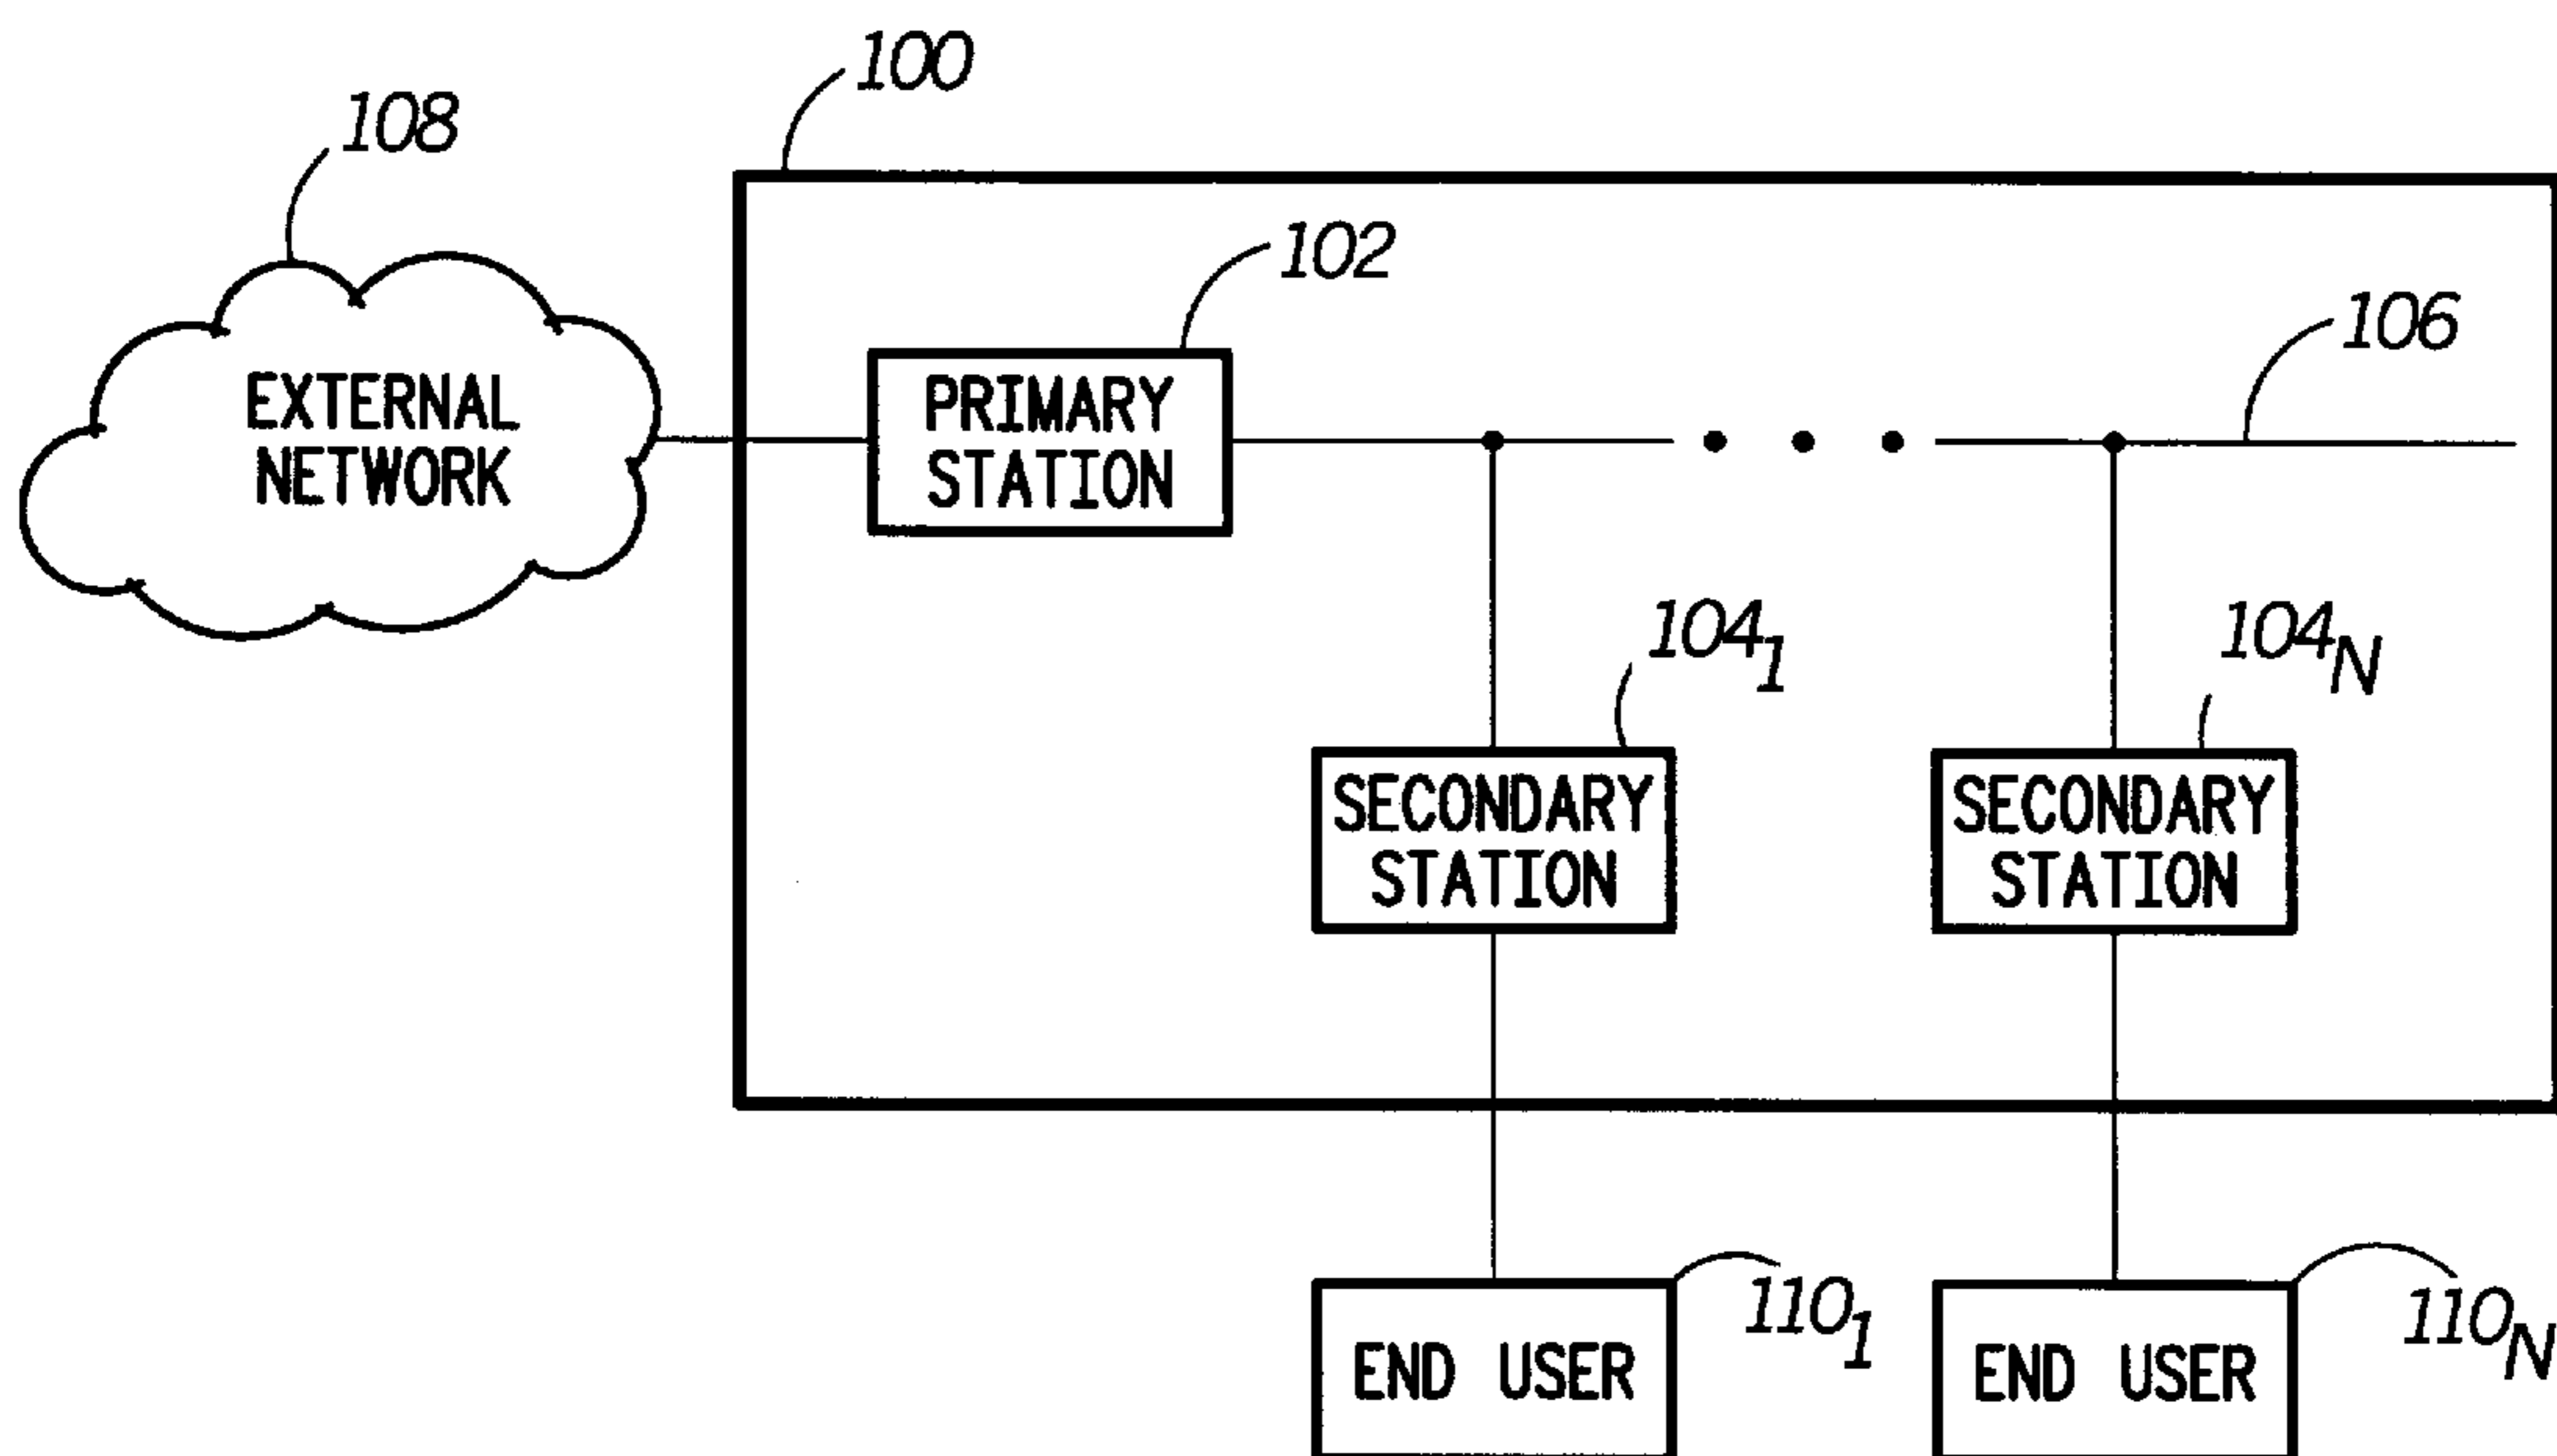 100
108
102
106
EXTERNAL
NETWORK
PRIMARY
STATION
104₁
104N
SECONDARY
STATION
SECONDARY
STATION
110₁
110N
END USER
END USER